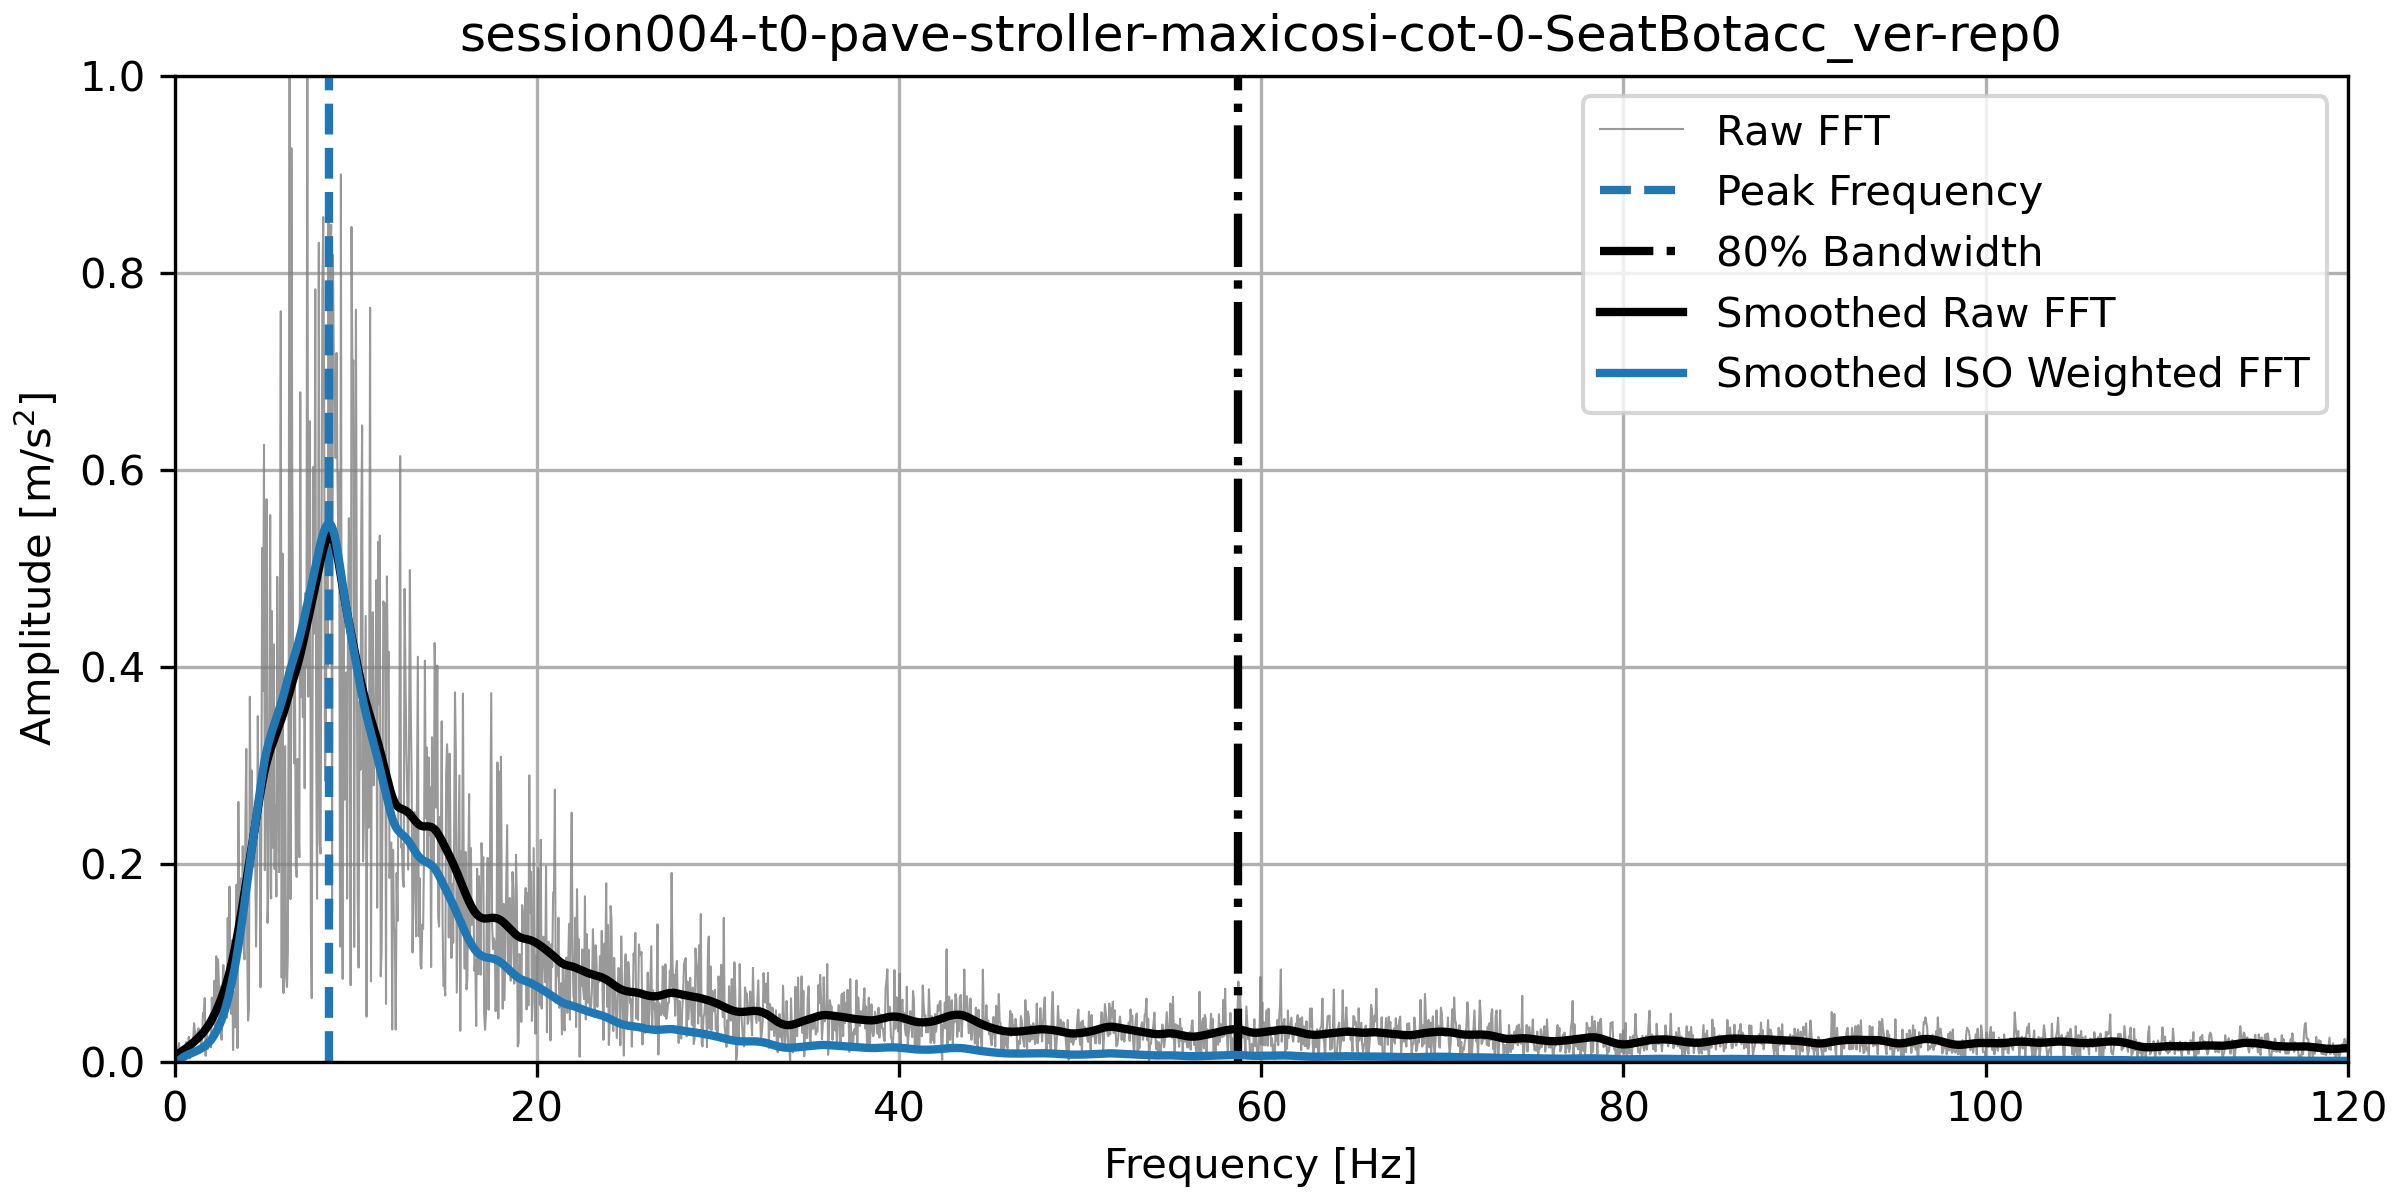 session004-t0-pave-stroller-maxicosi-cot-0-SeatBotacc_ver-rep0
1.0
0.8
0.6
0.4
0.2
0.0
Amplitude [m/s²]
Raw FFT
Peak Frequency
80% Bandwidth
Smoothed Raw FFT
Smoothed ISO Weighted FFT
0 20 40 60 80 100 120
Frequency [Hz]